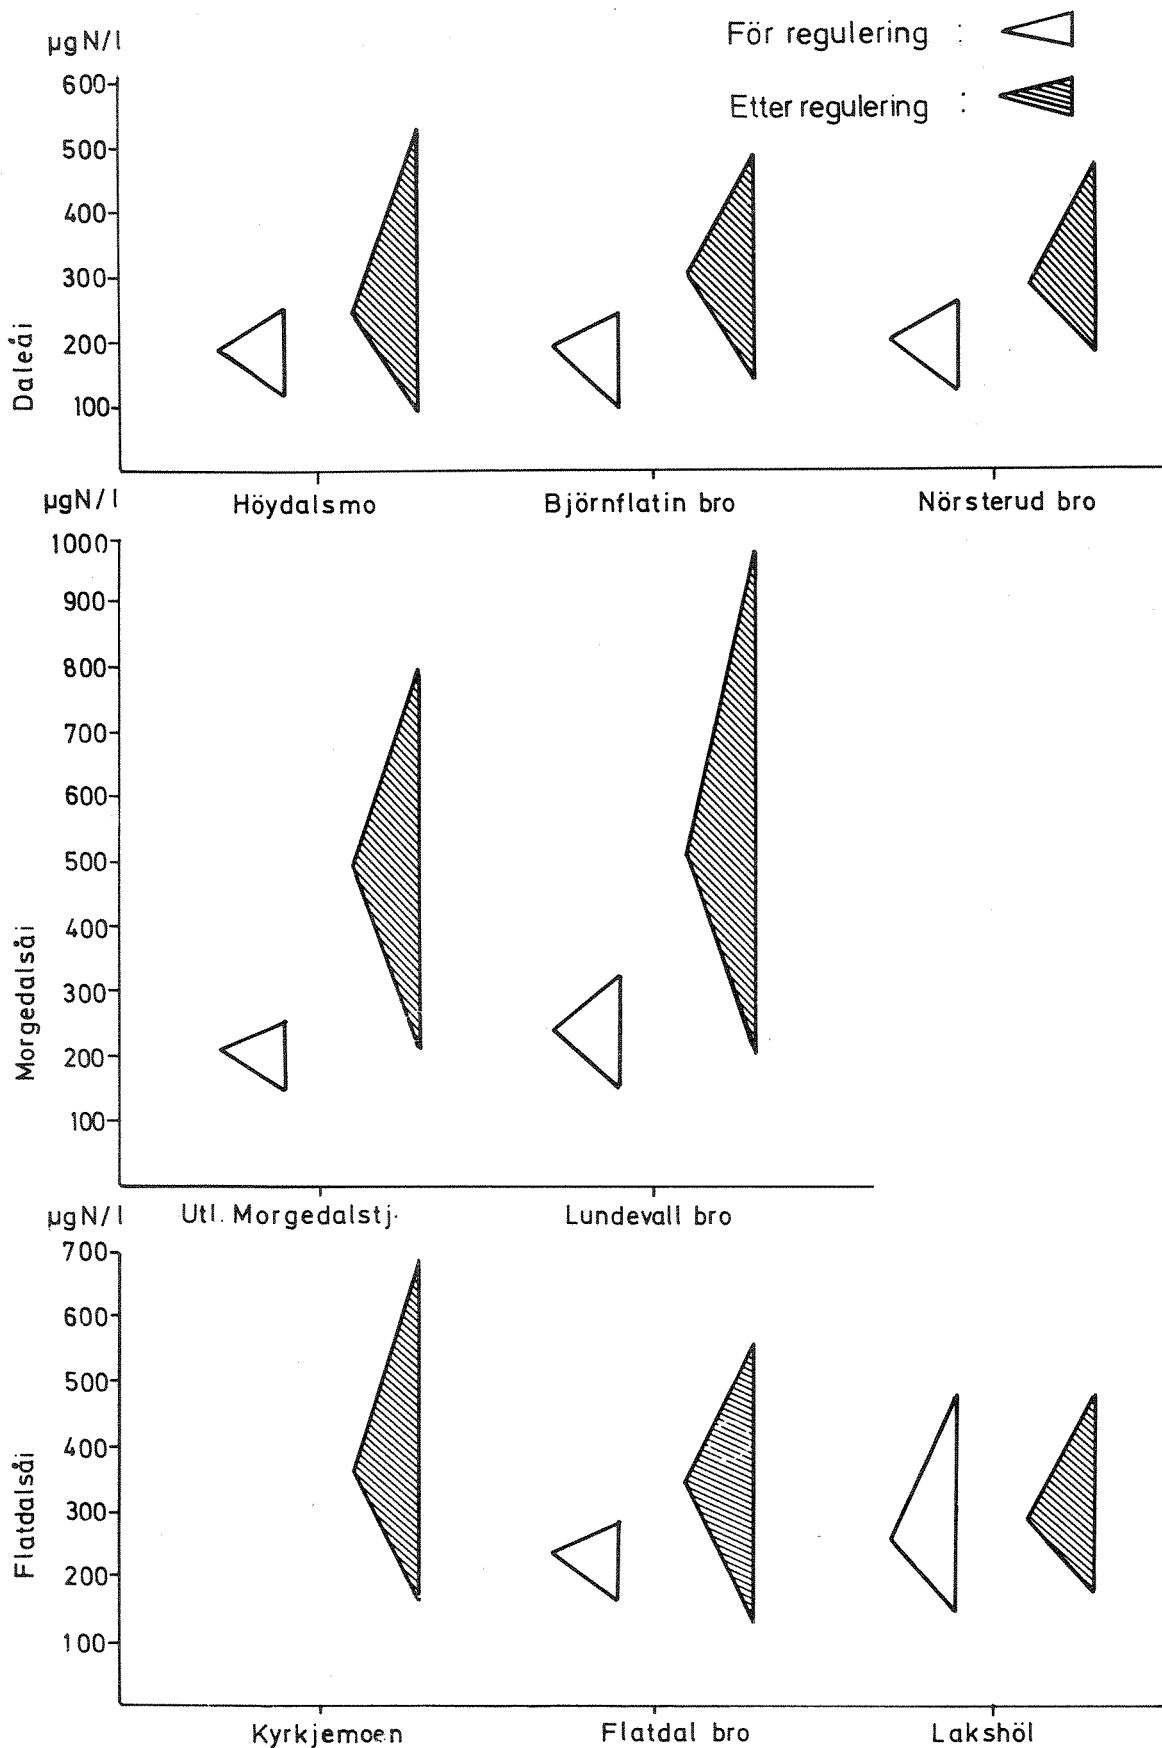 För regulering :
Etter regulering :
µgN/l
600
500
400
300
200
100
Daleåi
Höydalsmo Björnflatin bro Nörsterud bro
µgN/l
1000
900
800
700
600
500
400
300
200
100
Morgedalsåi
Utl. Morgedalstj. Lundevall bro
µgN/l
700
600
500
400
300
200
100
Flatdalsåi
Kyrkjemoen Flatdal bro Lakshöl